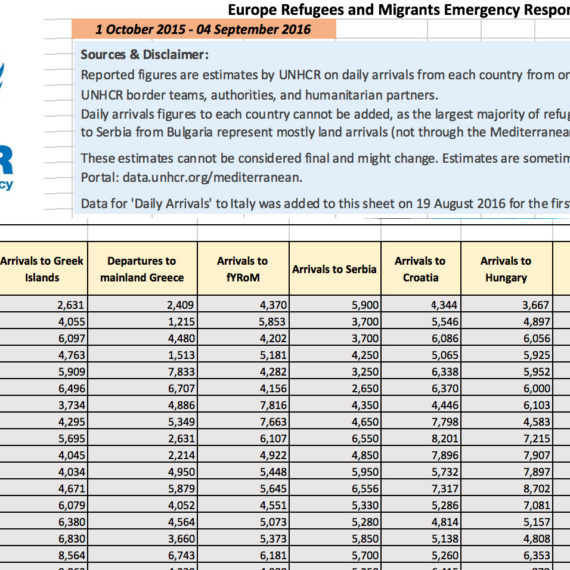 Europe Refugees and Migrants Emergency Respon
1 October 2015 - 04 September 2016
Sources & Disclaimer:
Reported figures are estimates by UNHCR on daily arrivals from each country from on
UNHCR border teams, authorities, and humanitarian partners.
Daily arrivals figures to each country cannot be added, as the largest majority of refug
to Serbia from Bulgaria represent mostly land arrivals (not through the Mediterranea
These estimates cannot be considered final and might change. Estimates are sometim
Portal: data.unhcr.org/mediterranean.
Data for 'Daily Arrivals' to Italy was added to this sheet on 19 August 2016 for the firs
R
cy
Arrivals to Greek Islands Departures to mainland Greece Arrivals to fYRoM Arrivals to Serbia Arrivals to Croatia Arrivals to Hungary
2,631 2,409 4,370 5,900 4,344 3,667
4,055 1,215 5,853 3,700 5,546 4,897
6,097 4,480 4,202 3,700 6,086 6,056
4,763 1,513 5,181 4,250 5,065 5,925
5,909 7,833 4,282 3,250 6,338 5,952
6,496 6,707 4,156 2,650 6,370 6,000
3,734 4,886 7,816 4,350 4,446 6,103
4,295 5,349 7,663 4,650 7,798 4,583
5,695 2,631 6,107 6,550 8,201 7,215
4,045 2,214 4,922 4,850 7,896 7,907
4,034 4,950 5,448 5,950 5,732 7,897
4,671 5,879 5,645 6,556 7,317 8,702
6,079 4,052 4,551 5,330 5,286 7,081
6,380 4,564 5,073 5,280 4,814 5,157
6,830 3,660 5,373 5,850 5,138 4,808
8,564 6,743 6,181 5,700 5,260 6,353